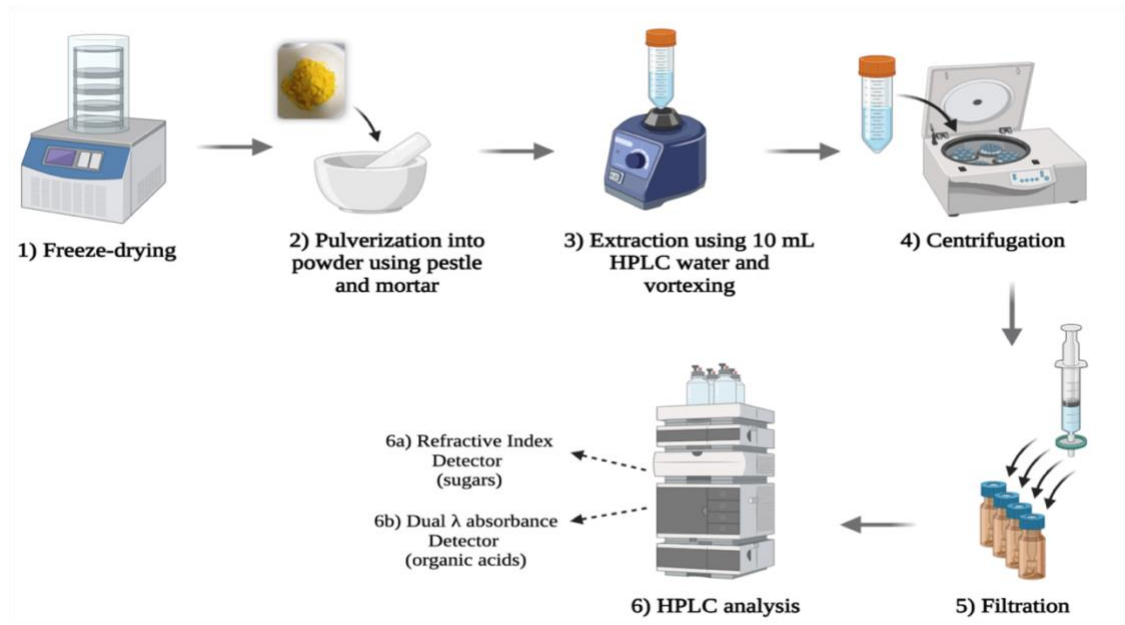 1) Freeze-drying
2) Pulverization into
powder using pestle
and mortar
3) Extraction using 10 mL
HPLC water and
vortexing
4) Centrifugation
5) Filtration
6) HPLC analysis
6a) Refractive Index
Detector
(sugars)
6b) Dual λ absorbance
Detector
(organic acids)